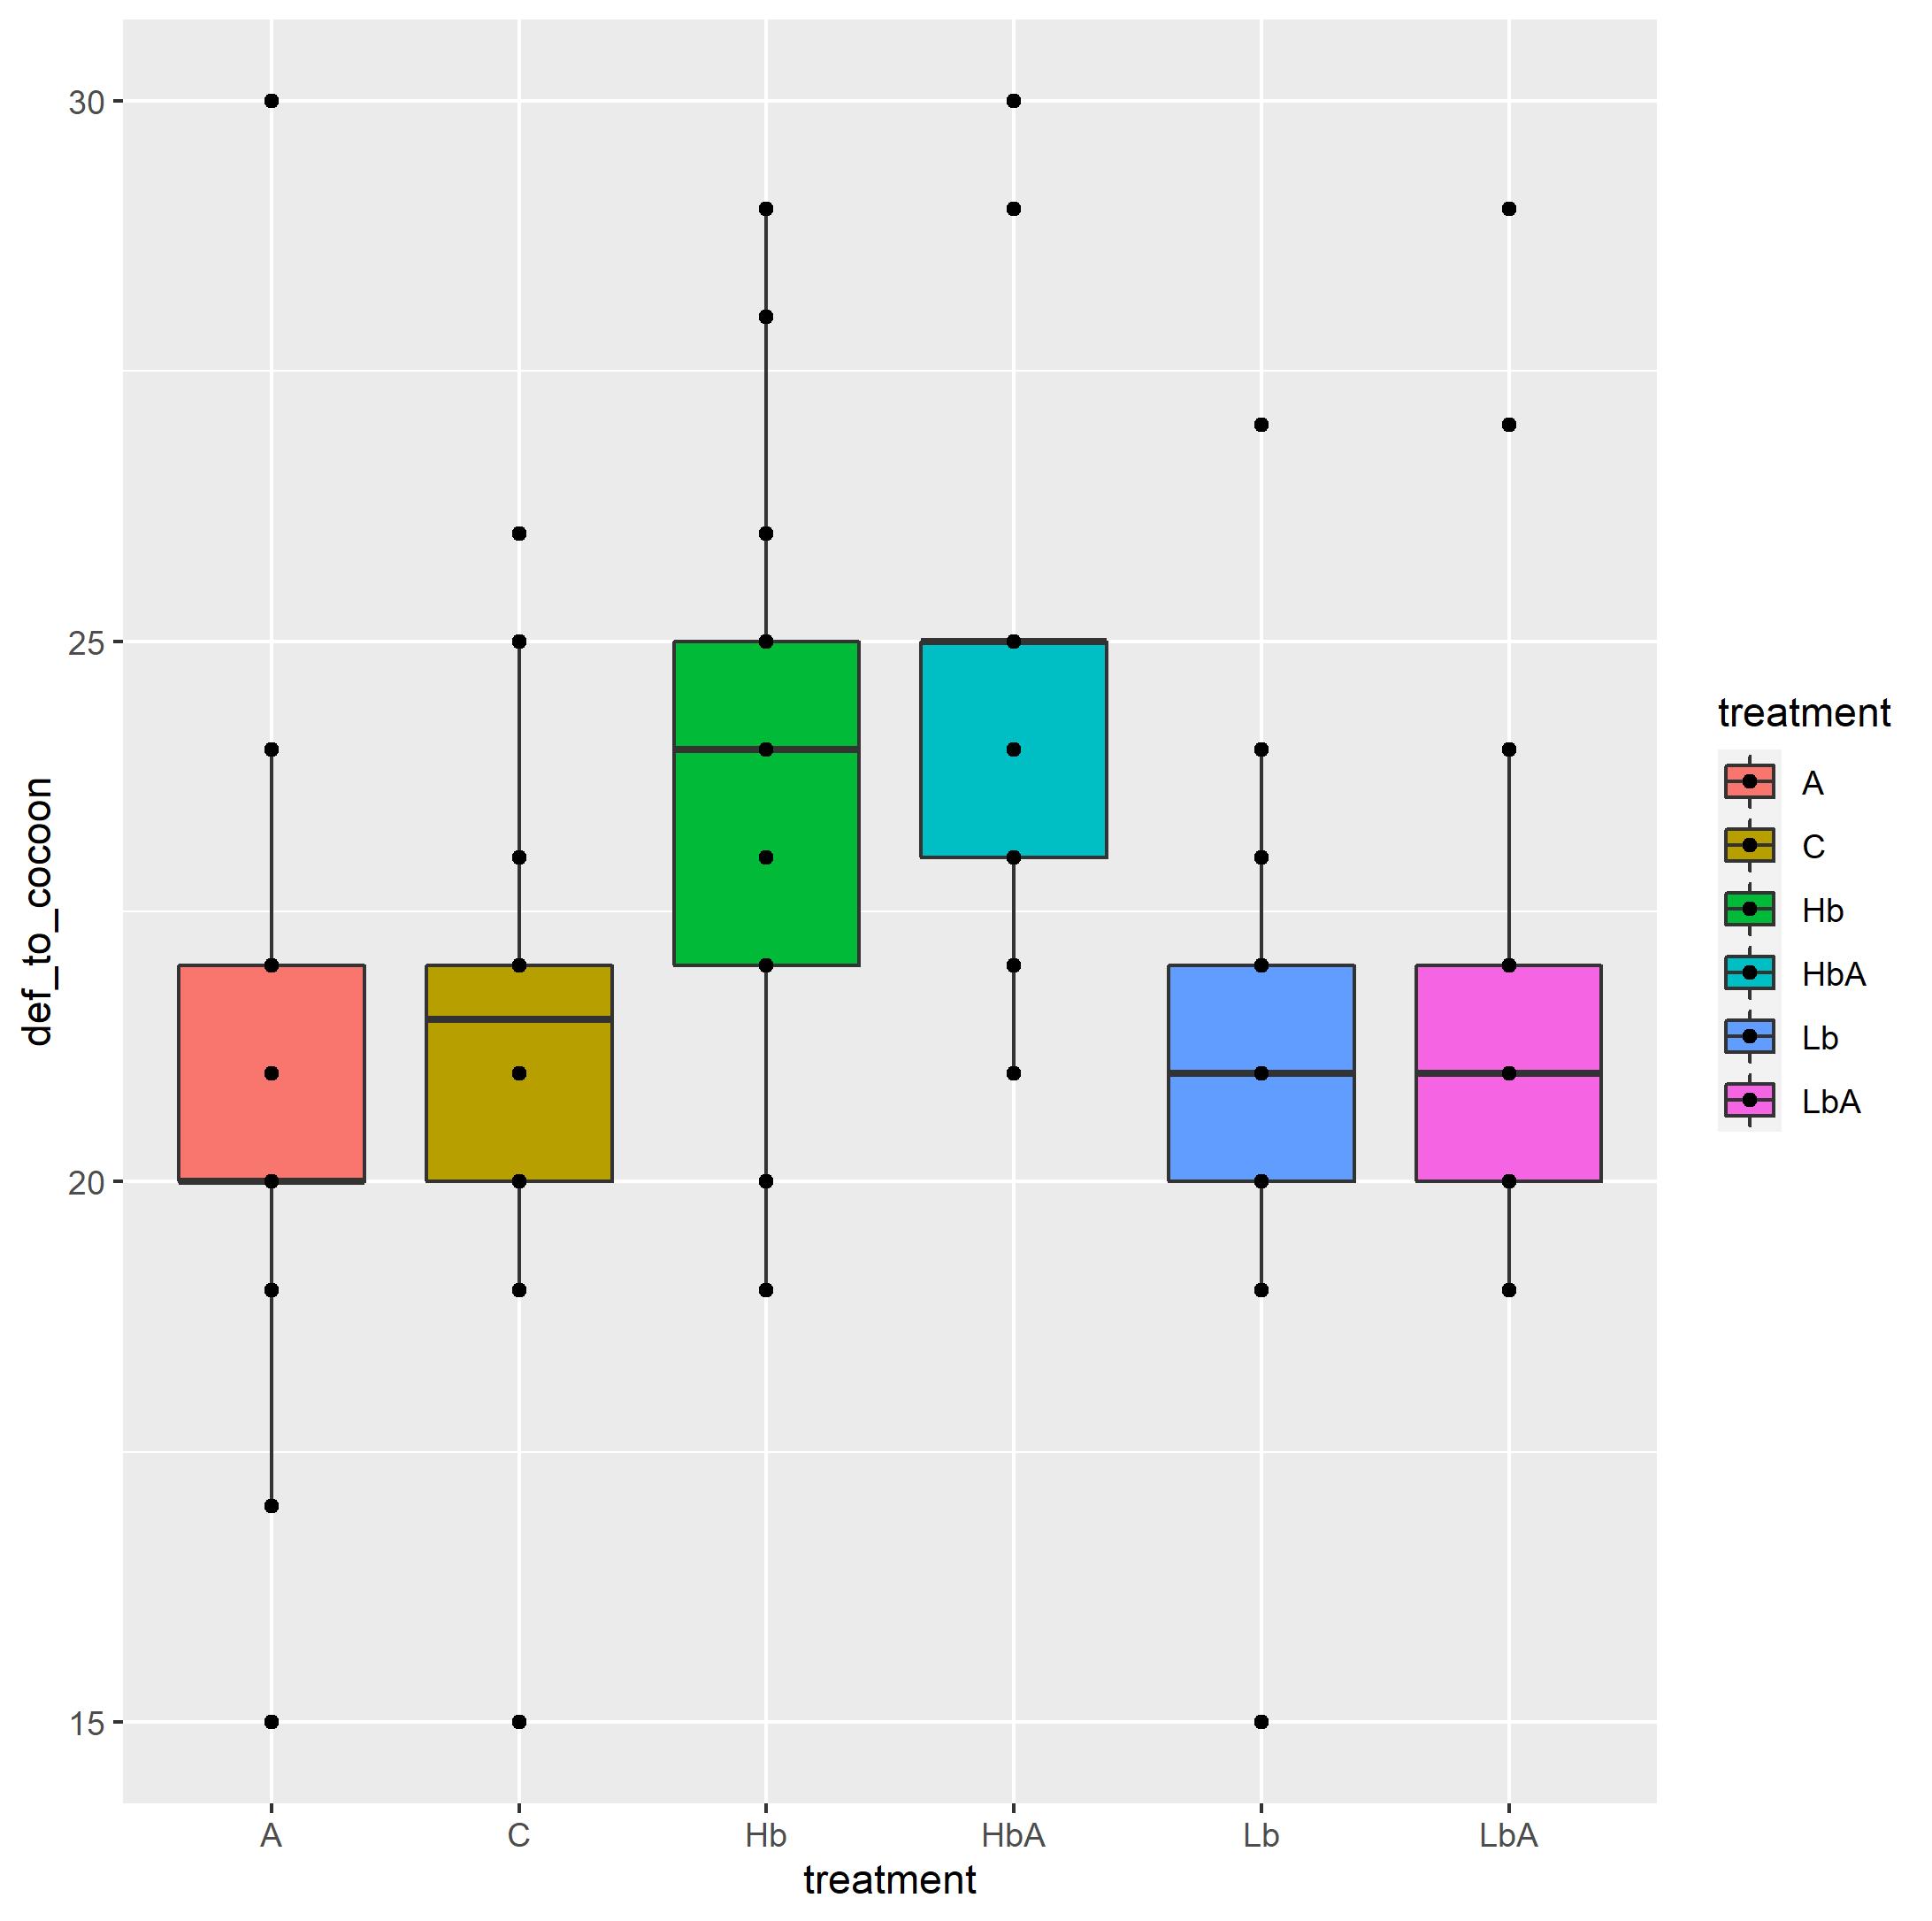 30
25
20
15
def_to_cocoon
A
C
Hb
HbA
Lb
LbA
treatment
treatment
A
C
Hb
HbA
Lb
LbA